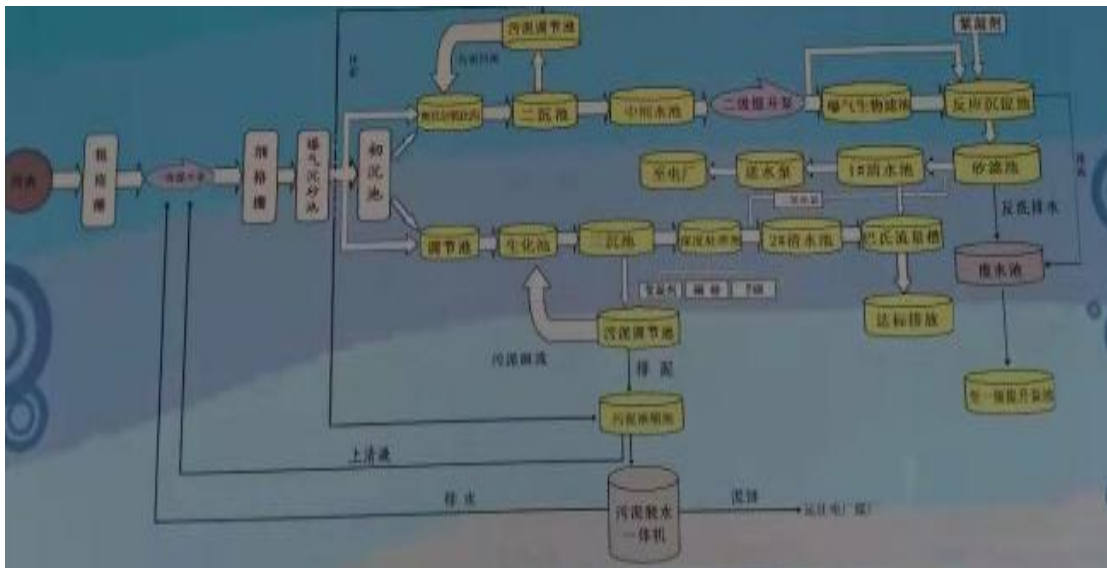 污泥调节池
污泥回流
絮凝剂
二沉池
中间水池
二级提升泵
曝气生物滤池
反应沉淀池
粗格栅
细格栅
曝气沉砂池
初沉池
至电厂
送水泵
1#清水池
砂滤池
反洗排水
调节池
生化池
二沉池
2#清水池
巴氏流量槽
废水池
絮凝剂
污泥调节池
达标排放
污泥回流
排泥
污泥浓缩池
上清液
排水
泥饼
污泥脱水
一体机